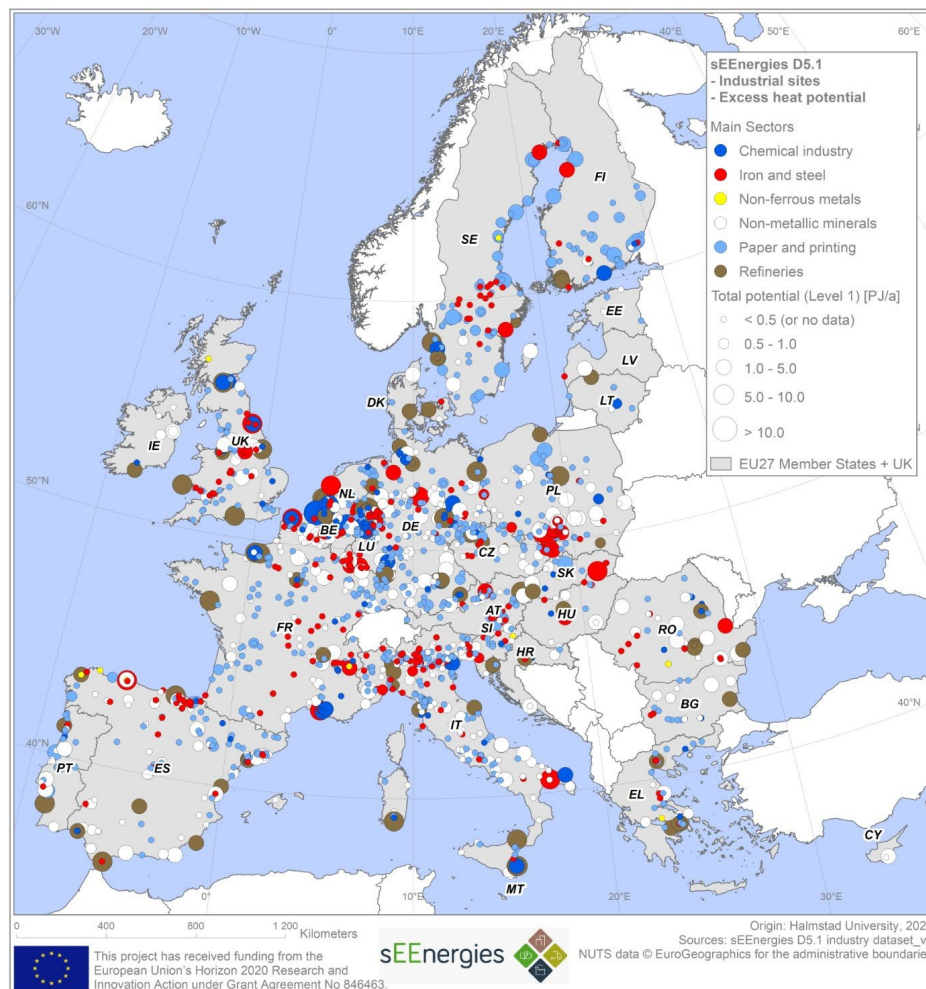 30°W
20°W
10°W
0°
10°E
20°E
30°E
40°E
50°E
60°E
sEEnergies D5.1
- Industrial sites
- Excess heat potential
Main Sectors
Chemical industry
Iron and steel
Non-ferrous metals
Non-metallic minerals
Paper and printing
Refineries
Total potential (Level 1) [PJ/a]
< 0.5 (or no data)
0.5 - 1.0
1.0 - 5.0
5.0 - 10.0
> 10.0
EU27 Member States + UK
60°N
FI
SE
EE
LV
DK
LT
IE
UK
50°N
NL
PL
BE
DE
LU
CZ
SK
FR
AT
HU
SI
RO
HR
BG
IT
40°N
40°N
PT
ES
EL
CY
MT
0°
10°E
20°E
30°E
0
400
800
1200
Kilometers
This project has received funding from the
European Union's Horizon 2020 Research and
Innovation Action under Grant Agreement No 846463.
sEEnergies
Origin: Halmstad University, 202
Sources: sEEnergies D5.1 industry dataset_v
NUTS data © EuroGeographics for the administrative boundarie